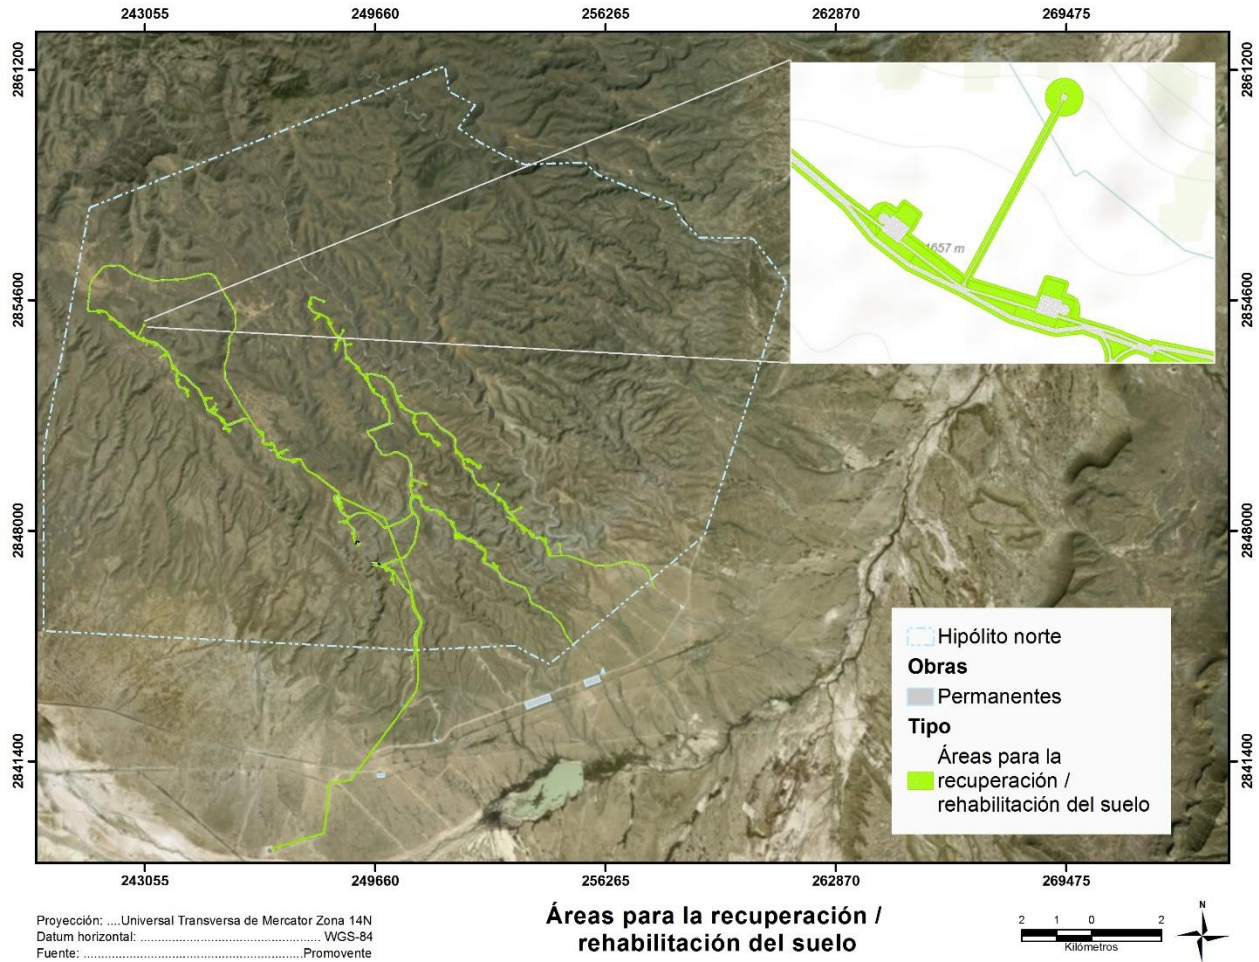 243055 249660 256265 262870 269475
2861200 2861200
1657 m
2854600 2854600
2848000 2848000
Hipólito norte
Obras
Permanentes
Tipo
Áreas para la
recuperación /
rehabilitación del suelo
2841400 2841400
243055 249660 256265 262870 269475
Proyección: ....Universal Transversa de Mercator Zona 14N
Datum horizontal: ................................................ WGS-84
Fuente: ..........................................................Promovente
Áreas para la recuperación /
rehabilitación del suelo
2 1 0 2
Kilómetros
N